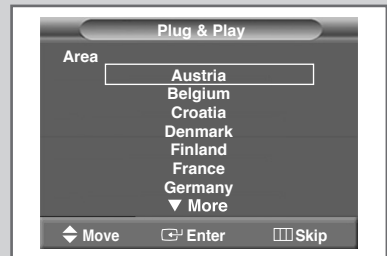 Plug & Play
Area
Austria
Belgium
Croatia
Denmark
Finland
France
Germany
▼ More
Move Enter Skip